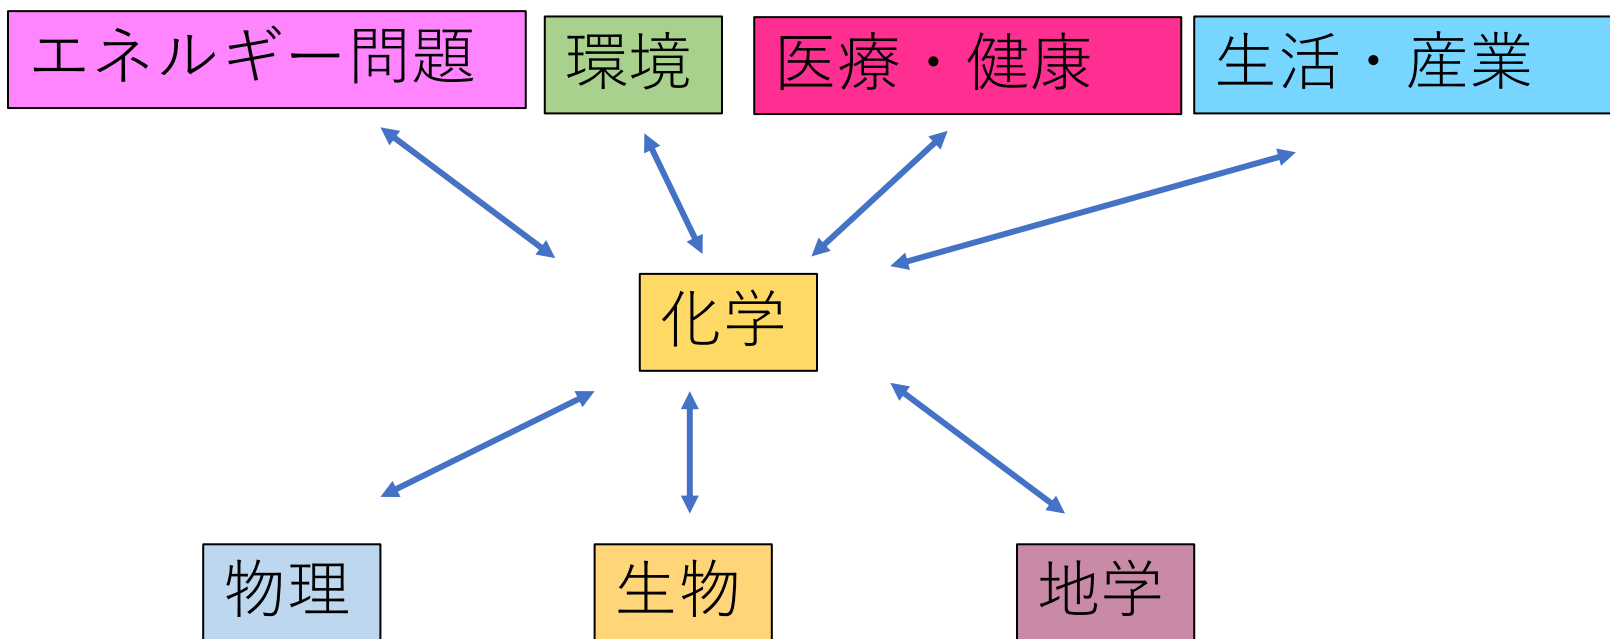 エネルギー問題
環境
医療・健康
生活・産業
化学
物理
生物
地学